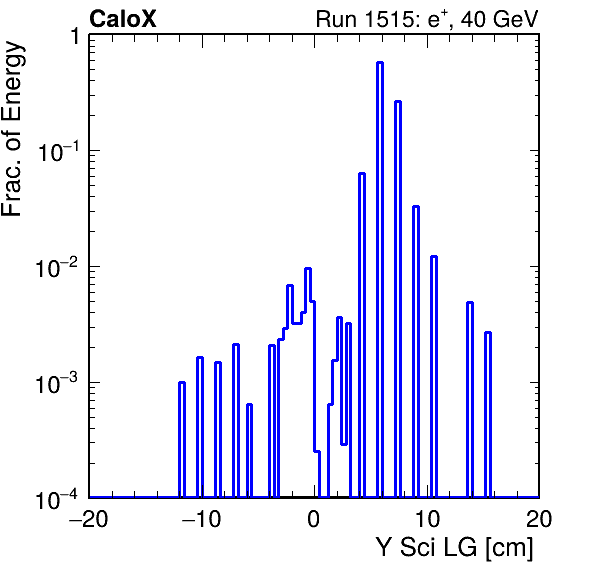 CaloX Run 1515: e⁺, 40 GeV
Frac. of Energy
1
10⁻¹
10⁻²
10⁻³
10⁻⁴
−20 −10 0 10 20
Y Sci LG [cm]